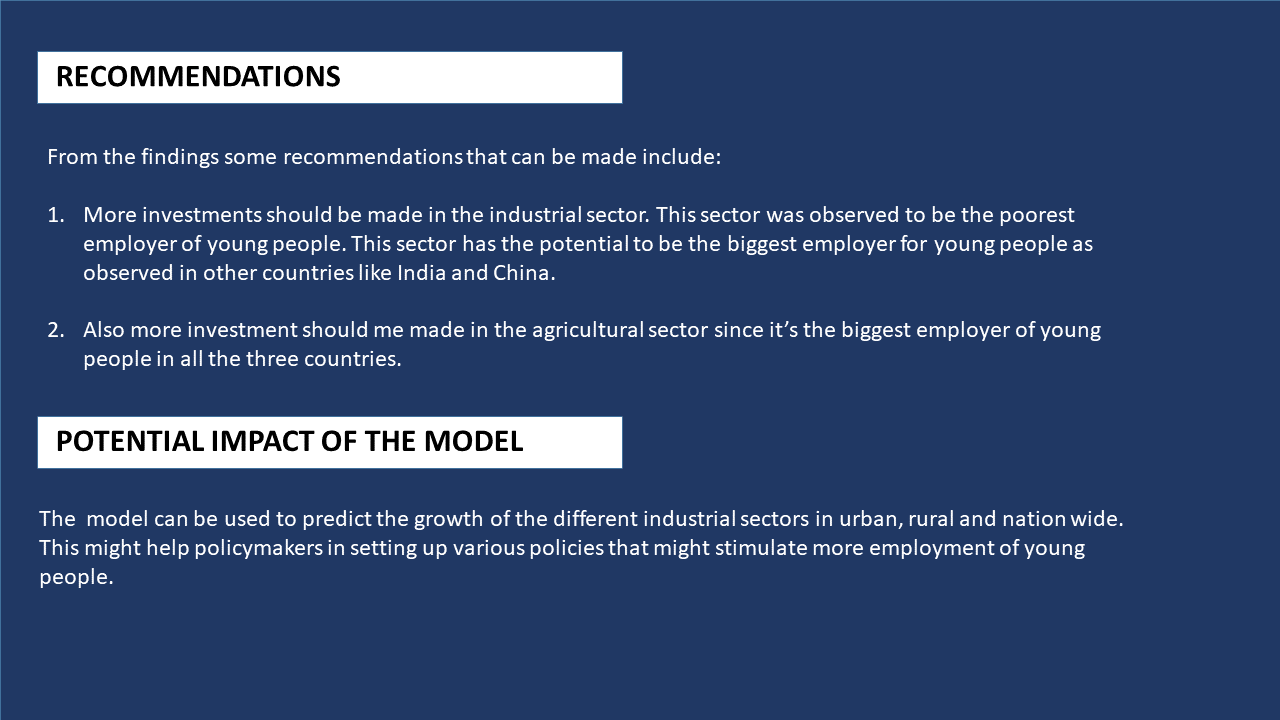 RECOMMENDATIONS
From the findings some recommendations that can be made include:
1. More investments should be made in the industrial sector. This sector was observed to be the poorest
employer of young people. This sector has the potential to be the biggest employer for young people as
observed in other countries like India and China.
2. Also more investment should me made in the agricultural sector since it’s the biggest employer of young
people in all the three countries.
POTENTIAL IMPACT OF THE MODEL
The model can be used to predict the growth of the different industrial sectors in urban, rural and nation wide.
This might help policymakers in setting up various policies that might stimulate more employment of young
people.